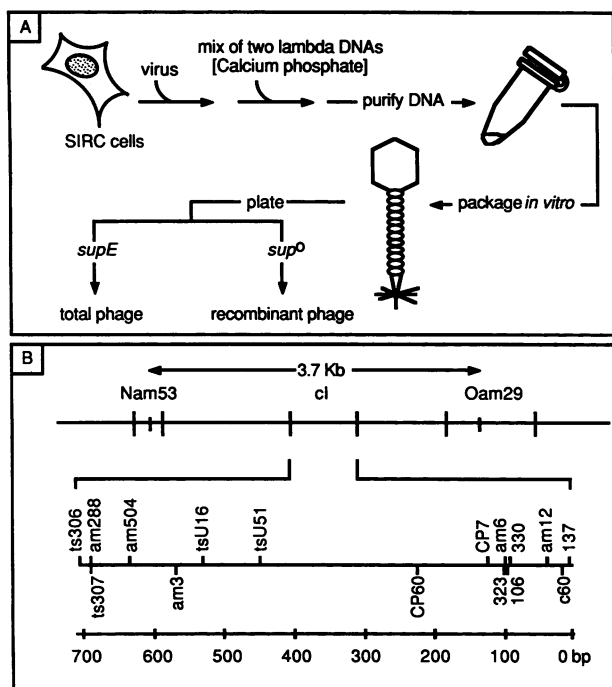 A
mix of two lambda DNAs
virus [Calcium phosphate]
purify DNA
SIRC cells
plate
package in vitro
supE supº
total phage recombinant phage
B
3.7 Kb
Nam53 cI Oam29
ts306
am288
am504
tsU16
tsU51
CP7
am6
330
am12
137
ts307
am3
CP60
323
106
c60
700 600 500 400 300 200 100 0 bp